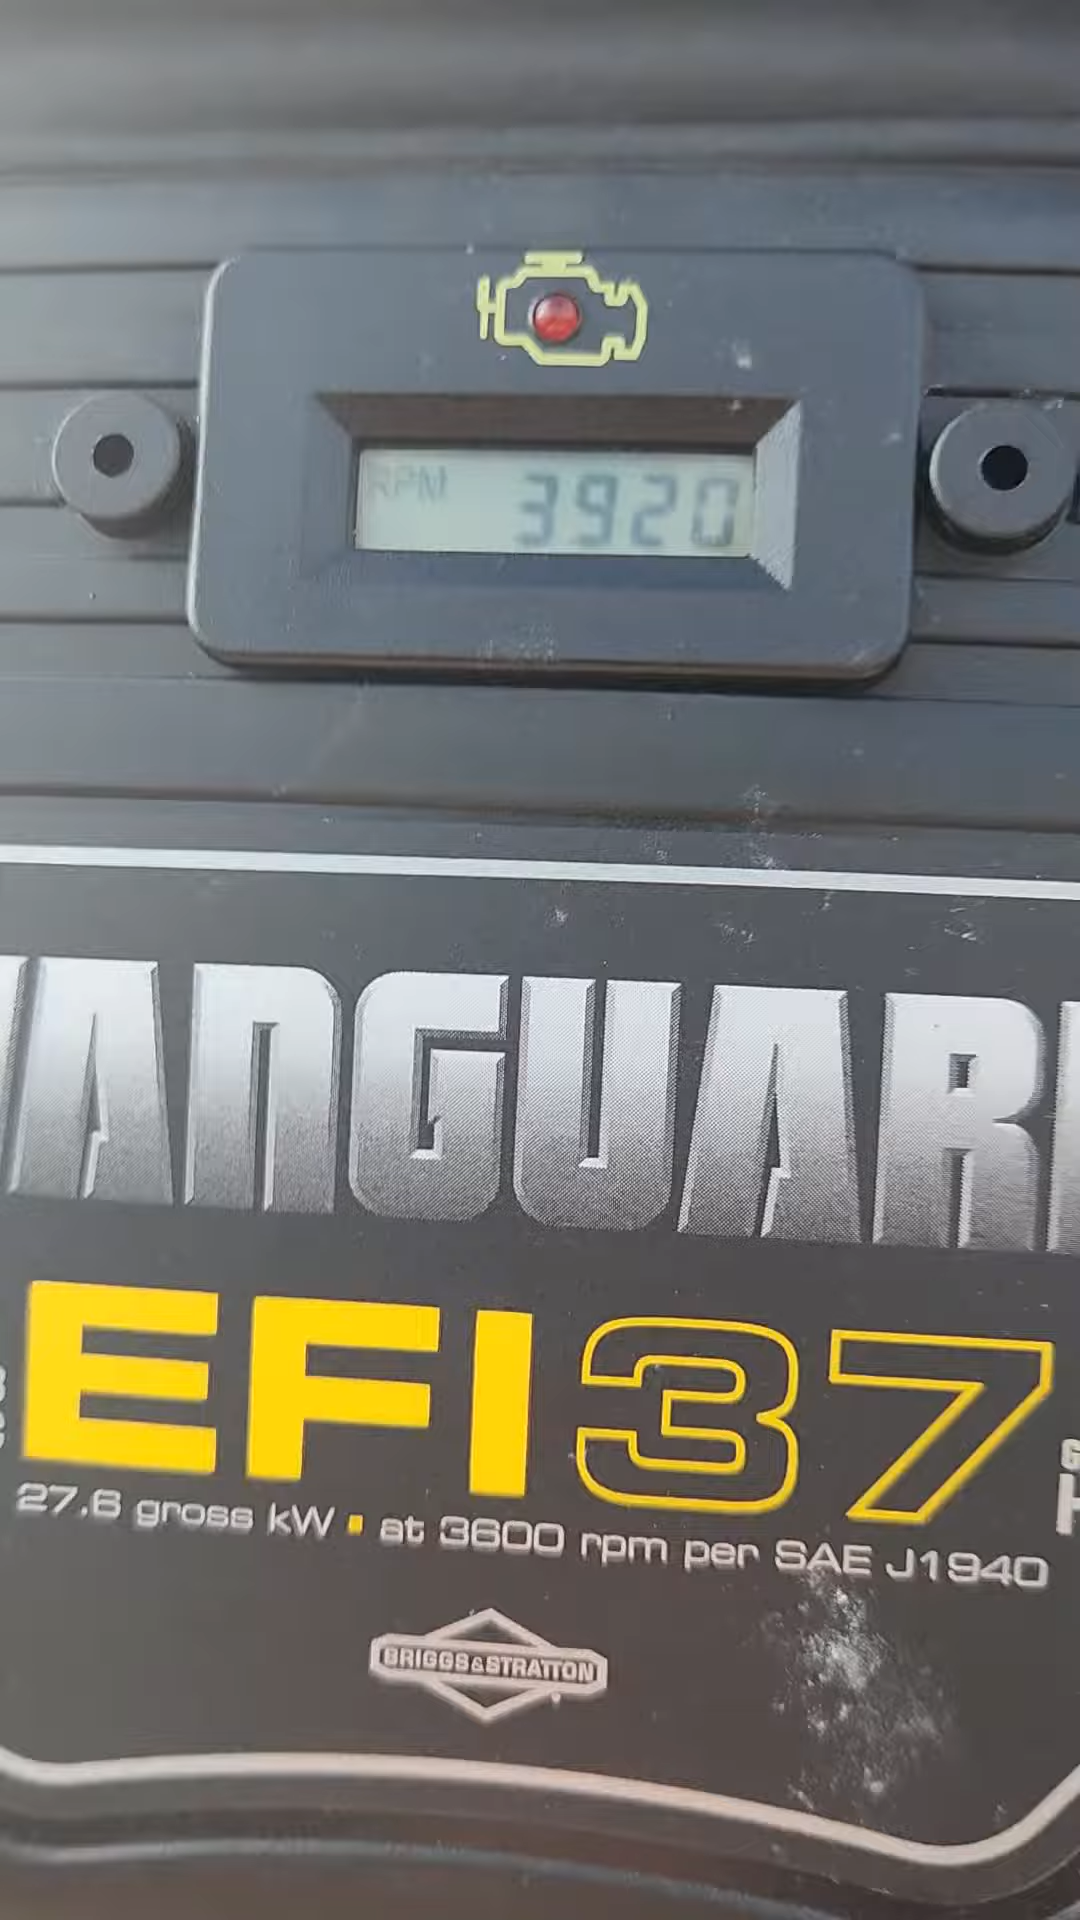 RPM 3920
VANGUARD
EFI 37
27.6 gross kW ▪ at 3600 rpm per SAE J1940
BRIGGS&STRATTON